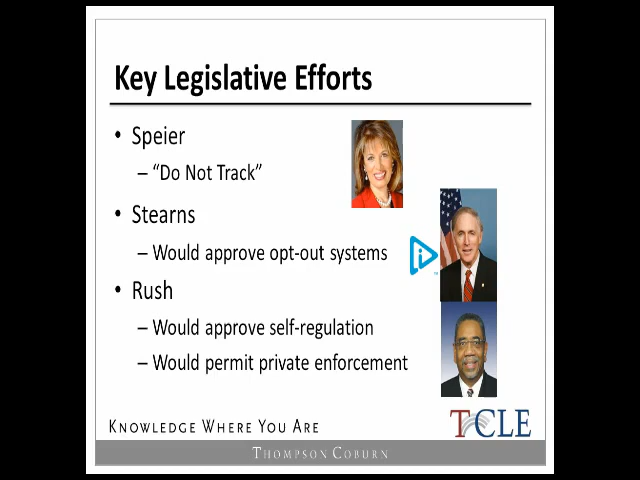 Key Legislative Efforts
• Speier
– “Do Not Track”
• Stearns
– Would approve opt-out systems
i
• Rush
– Would approve self-regulation
– Would permit private enforcement
KNOWLEDGE WHERE YOU ARE
TCCLE
THOMPSON COBURN